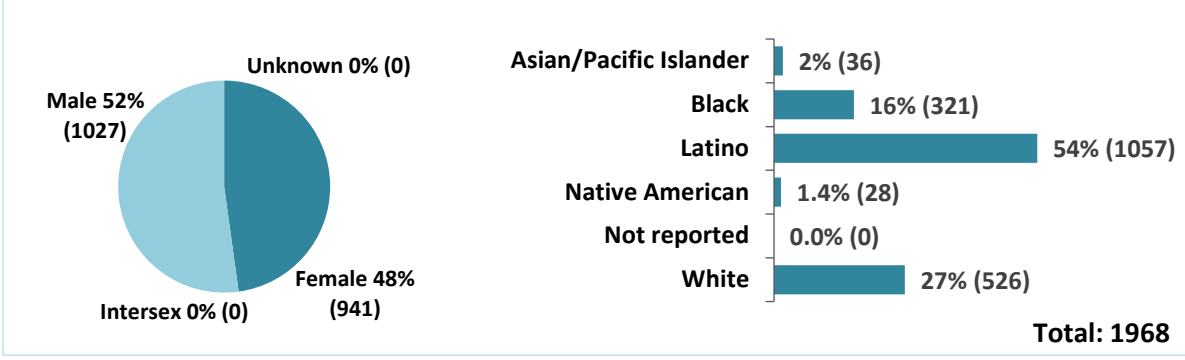 Unknown 0% (0)
Male 52%
(1027)
Female 48%
(941)
Intersex 0% (0)
Asian/Pacific Islander 2% (36)
Black 16% (321)
Latino 54% (1057)
Native American 1.4% (28)
Not reported 0.0% (0)
White 27% (526)
Total: 1968